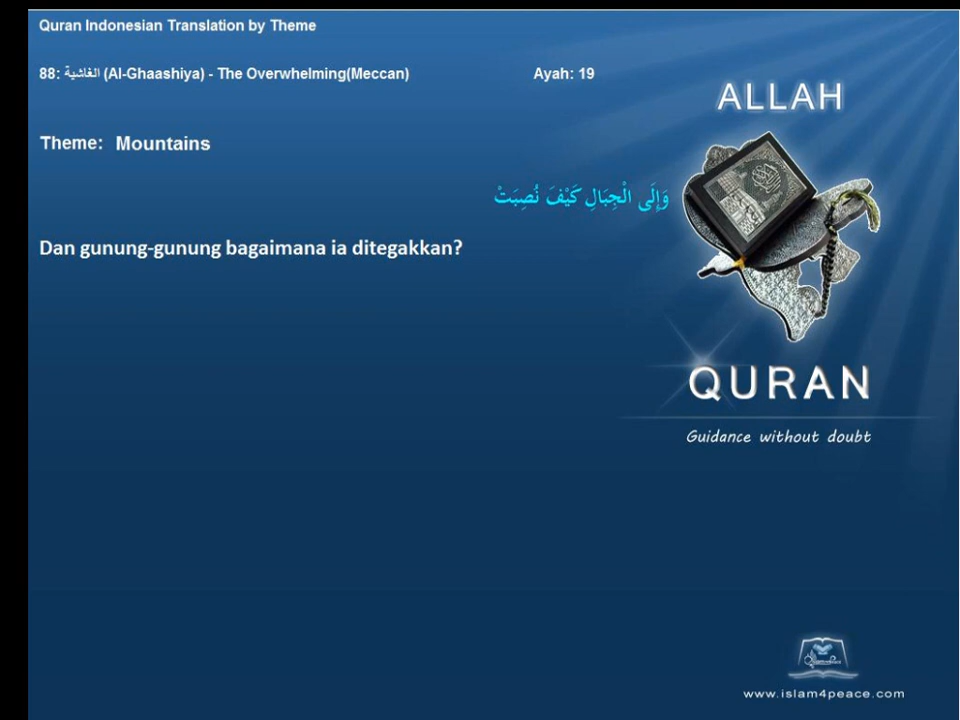 Quran Indonesian Translation by Theme
88: الغاشية (Al-Ghaashiya) - The Overwhelming(Meccan) Ayah: 19
ALLAH
Theme: Mountains
وَإِلَى الْجِبَالِ كَيْفَ نُصِبَتْ
Dan gunung-gunung bagaimana ia ditegakkan?
QURAN
Guidance without doubt
www.islam4peace.com